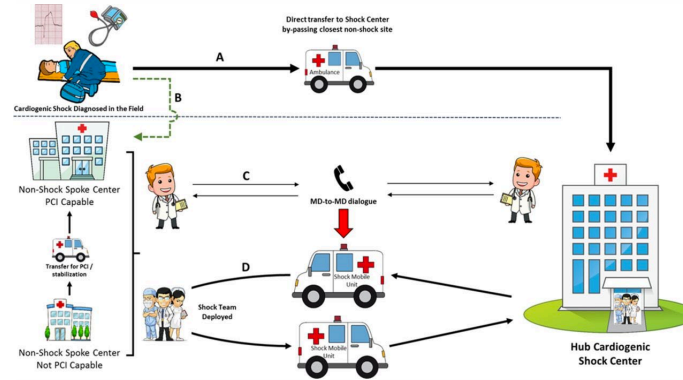 Direct transfer to Shock Center
by-passing closest non-shock site
A
Ambulance
B
Cardiogenic Shock Diagnosed in the Field
Non-Shock Spoke Center
PCI Capable
C
MD-to-MD dialogue
Transfer for PCI /
stabilization
D
Shock Mobile
Unit
Shock Team
Deployed
Shock Mobile
Unit
Non-Shock Spoke Center
Not PCI Capable
Hub Cardiogenic
Shock Center